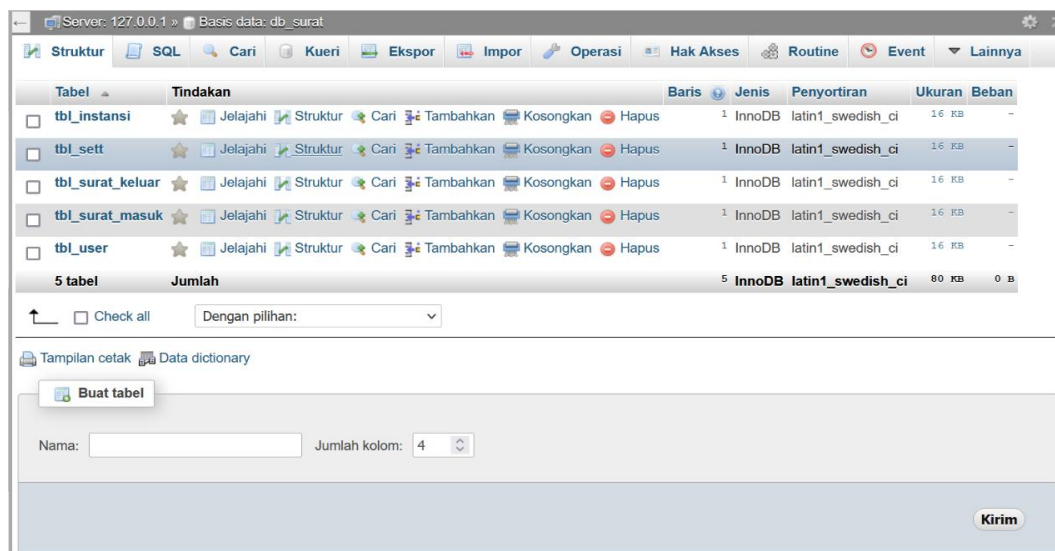 Server: 127.0.0.1 » Basis data: db_surat
Struktur SQL Cari Kueri Ekspor Impor Operasi Hak Akses Routine Event Lainnya
Tabel Tindakan Baris Jenis Penyortiran Ukuran Beban
tbl_instansi Jelajahi Struktur Cari Tambahkan Kosongkan Hapus 1 InnoDB latin1_swedish_ci 16 KB -
tbl_sett Jelajahi Struktur Cari Tambahkan Kosongkan Hapus 1 InnoDB latin1_swedish_ci 16 KB -
tbl_surat_keluar Jelajahi Struktur Cari Tambahkan Kosongkan Hapus 1 InnoDB latin1_swedish_ci 16 KB -
tbl_surat_masuk Jelajahi Struktur Cari Tambahkan Kosongkan Hapus 1 InnoDB latin1_swedish_ci 16 KB -
tbl_user Jelajahi Struktur Cari Tambahkan Kosongkan Hapus 1 InnoDB latin1_swedish_ci 16 KB -
5 tabel Jumlah 5 InnoDB latin1_swedish_ci 80 KB 0 B
Check all Dengan pilihan:
Tampilan cetak Data dictionary
Buat tabel
Nama: Jumlah kolom: 4
Kirim